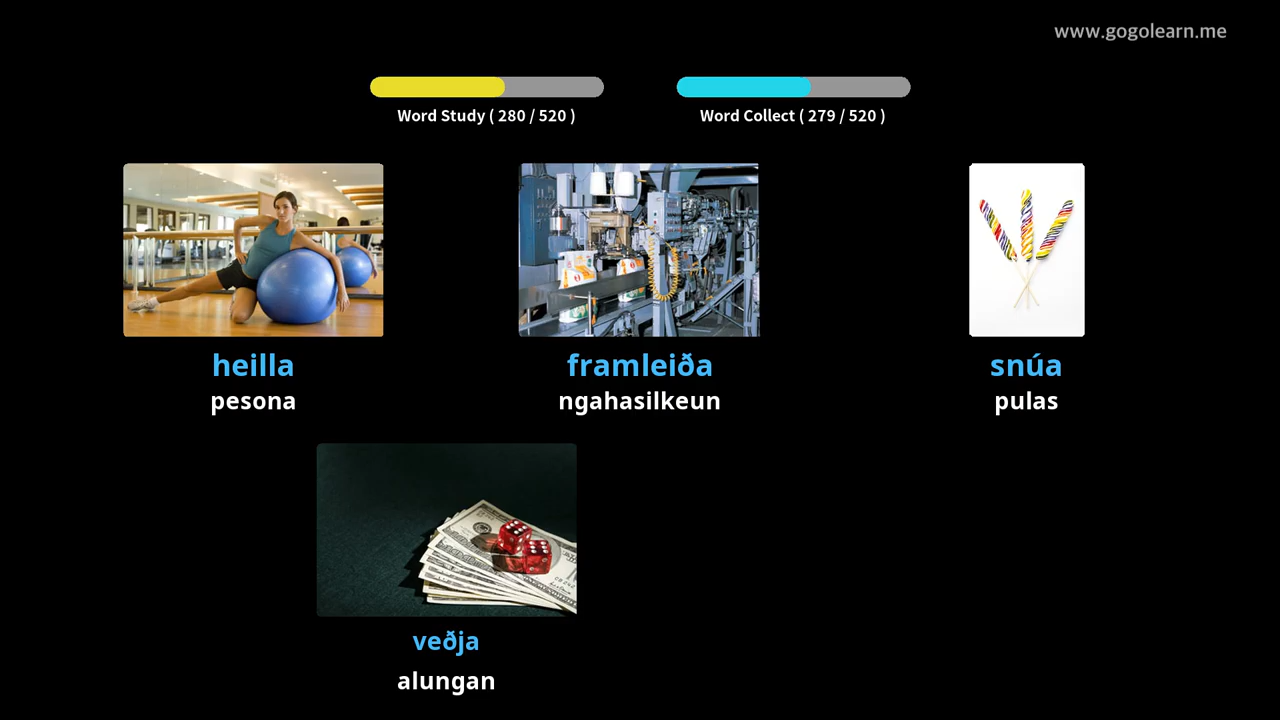 www.gogolearn.me
Word Study ( 280 / 520 )
Word Collect ( 279 / 520 )
heilla
pesona
framleiða
ngahasilkeun
snúa
pulas
veðja
alungan